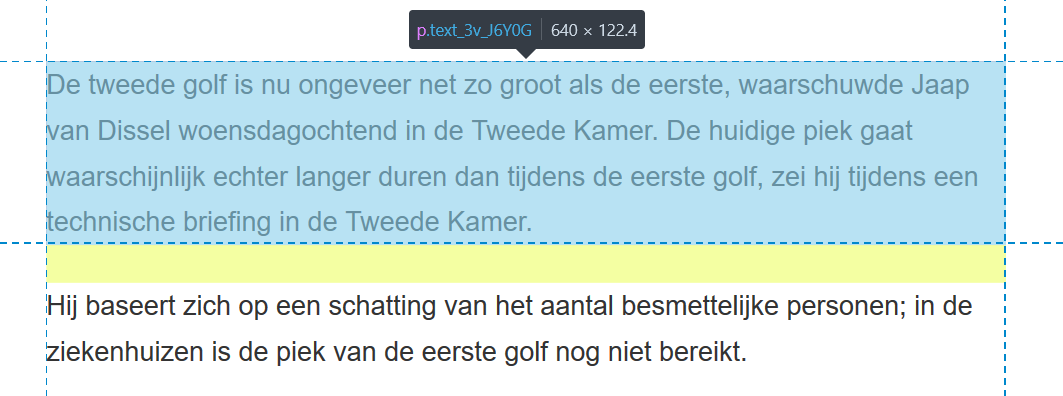 p.text_3v_J6Y0G 640 × 122.4
De tweede golf is nu ongeveer net zo groot als de eerste, waarschuwde Jaap
van Dissel woensdagochtend in de Tweede Kamer. De huidige piek gaat
waarschijnlijk echter langer duren dan tijdens de eerste golf, zei hij tijdens een
technische briefing in de Tweede Kamer.
Hij baseert zich op een schatting van het aantal besmettelijke personen; in de
ziekenhuizen is de piek van de eerste golf nog niet bereikt.